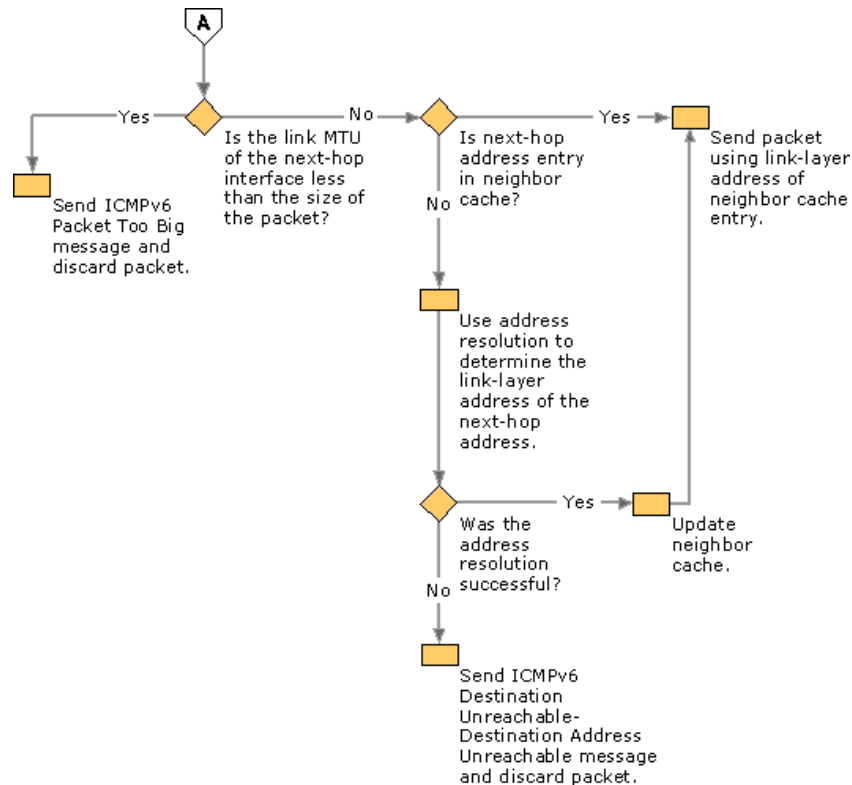 A
Yes
No
Yes
Is the link MTU
of the next-hop
interface less
than the size of
the packet?
Is next-hop
address entry
in neighbor
cache?
Send packet
using link-layer
address of
neighbor cache
entry.
Send ICMPv6
Packet Too Big
message and
discard packet.
No
Use address
resolution to
determine the
link-layer
address of the
next-hop
address.
Yes
Was the
address
resolution
successful?
Update
neighbor
cache.
No
Send ICMPv6
Destination
Unreachable-
Destination Address
Unreachable message
and discard packet.